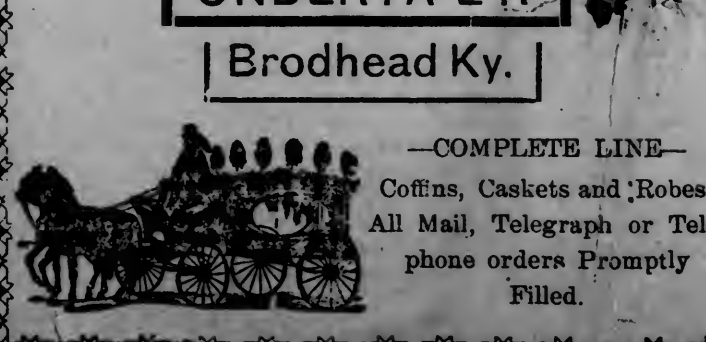 Brodhead Ky.
—COMPLETE LINE—
Coffins, Caskets and Robes
All Mail, Telegraph or Tel
phone orders Promptly
Filled.